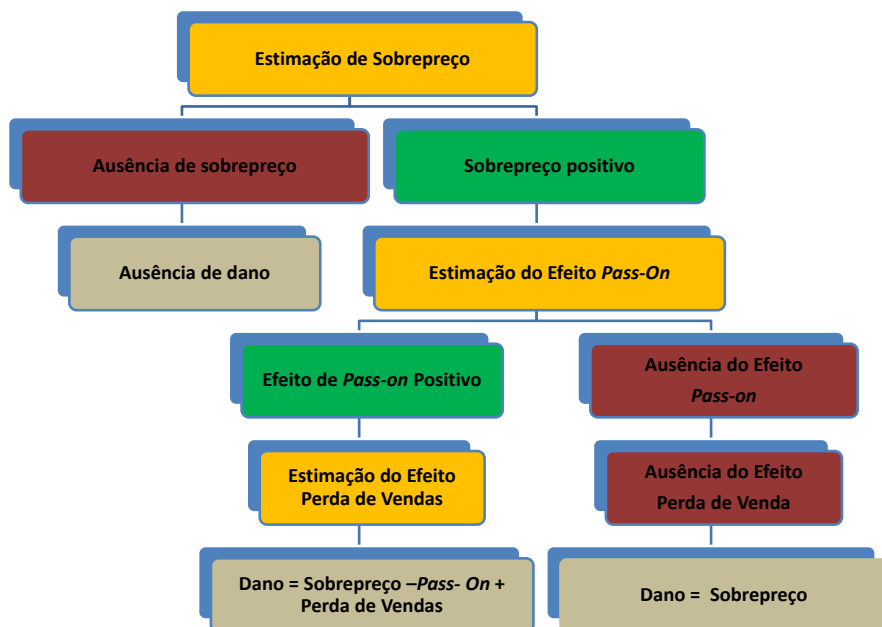 Estimação de Sobrepreço
Ausência de sobrepreço
Sobrepreço positivo
Ausência de dano
Estimação do Efeito Pass-On
Efeito de Pass-on Positivo
Ausência do Efeito
Pass-on
Estimação do Efeito
Perda de Vendas
Ausência do Efeito
Perda de Venda
Dano = Sobrepreço –Pass- On +
Perda de Vendas
Dano = Sobrepreço